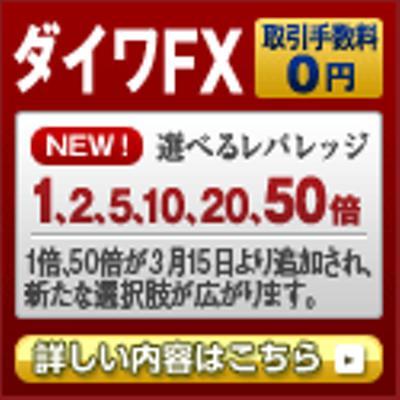 ダイワFX
取引手数料
0円
NEW! 選べるレバレッジ
1、2、5、10、20、50倍
1倍、50倍が3月15日より追加され、
新たな選択肢が広がります。
詳しい内容はこちら